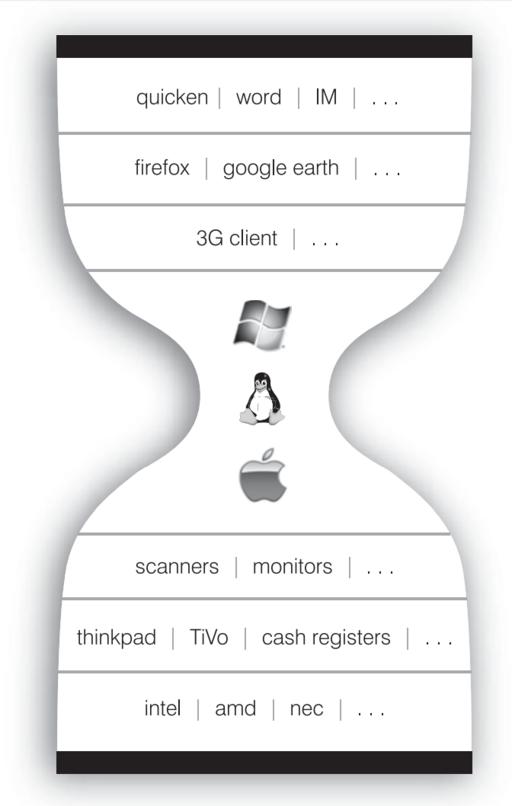 quicken | word | IM | . . .
firefox | google earth | . . .
3G client | . . .
scanners | monitors | . . .
thinkpad | TiVo | cash registers | . . .
intel | amd | nec | . . .